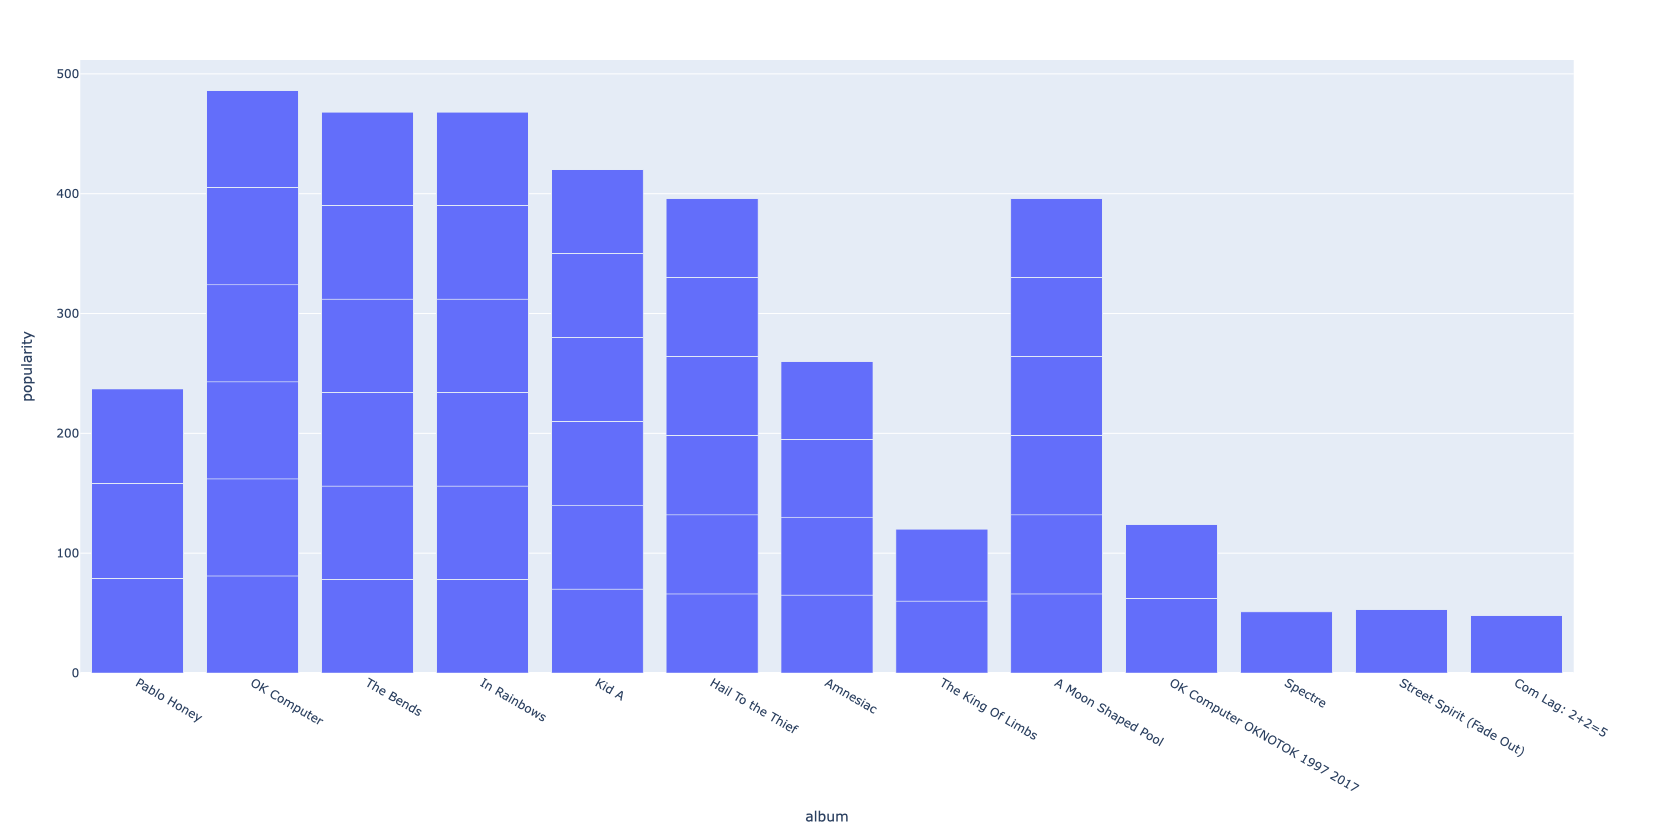 500
400
300
200
100
0
popularity
Pablo Honey
OK Computer
The Bends
In Rainbows
Kid A
Hail To the Thief
Amnesiac
The King Of Limbs
A Moon Shaped Pool
OK Computer OKNOTOK 1997 2017
Spectre
Street Spirit (Fade Out)
Com Lag: 2+2=5
album